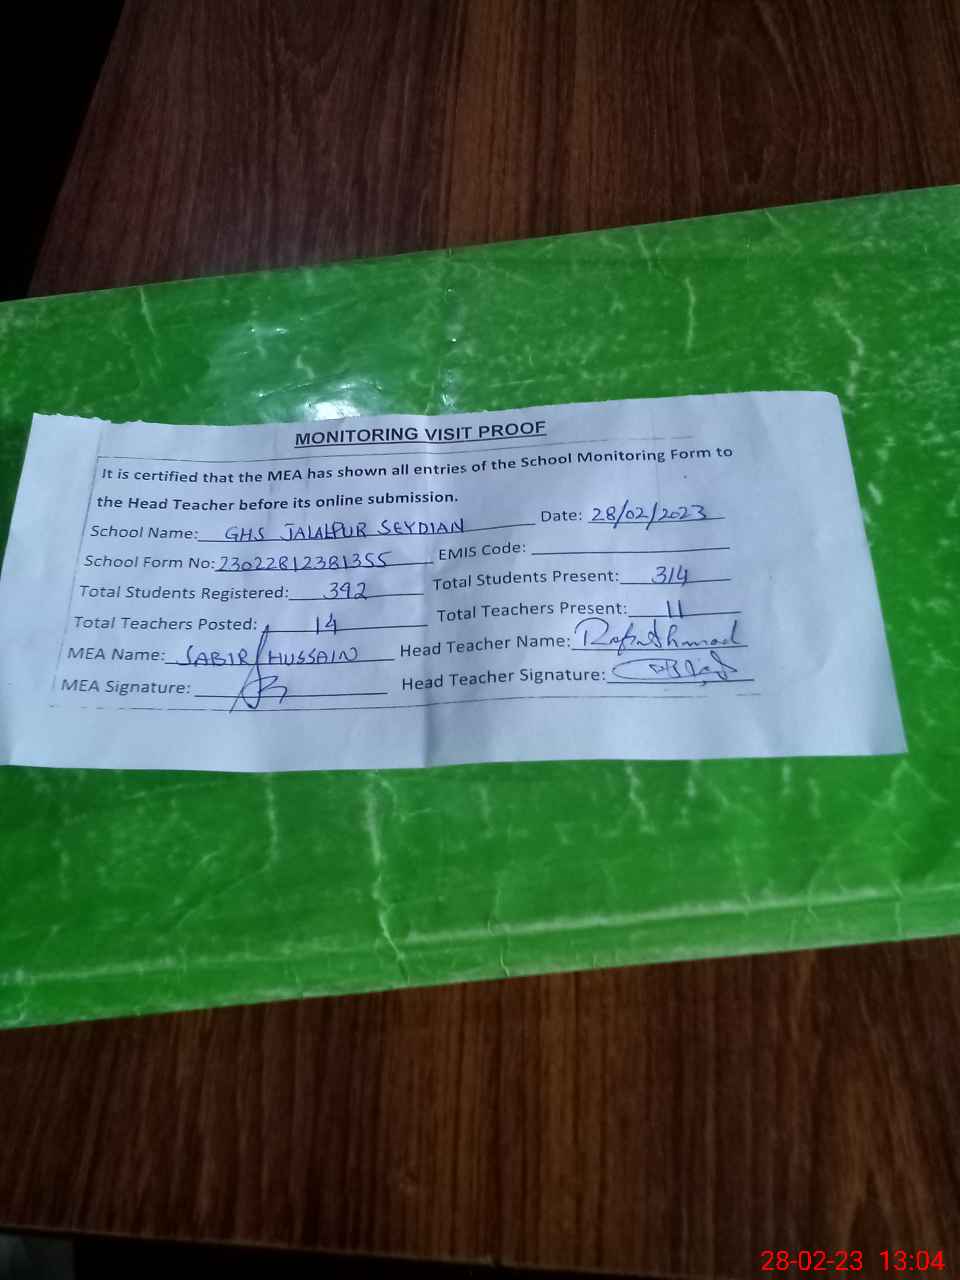 MONITORING VISIT PROOF
It is certified that the MEA has shown all entries of the School Monitoring Form to
the Head Teacher before its online submission.
School Name: GHS JALALPUR SEYDIAN Date: 28/02/2023
School Form No: 23022812381355 EMIS Code:
Total Students Registered: 392 Total Students Present: 314
Total Teachers Posted: 14 Total Teachers Present: 11
MEA Name: SABIR HUSSAIN Head Teacher Name: Ahmad
MEA Signature: Head Teacher Signature:
28-02-23 13:04